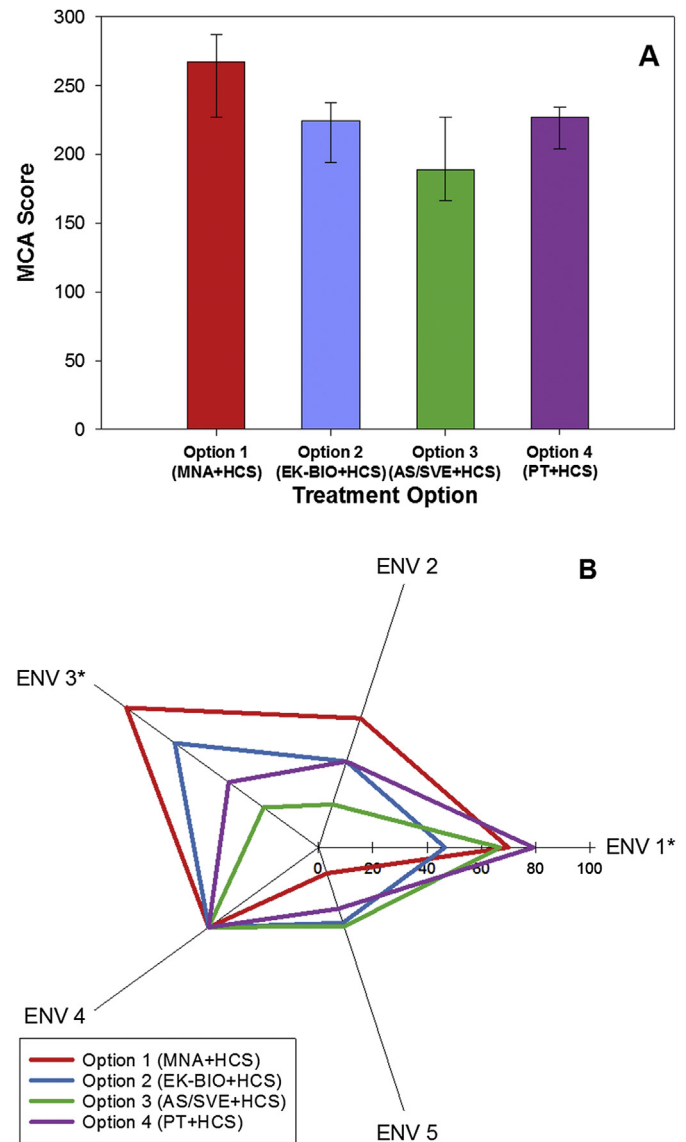 A
MCA Score
300
250
200
150
100
50
0
Option 1 Option 2 Option 3 Option 4
(MNA+HCS) (EK-BIO+HCS) (AS/SVE+HCS) (PT+HCS)
Treatment Option
B
ENV 2
ENV 3*
ENV 1*
0 20 40 60 80 100
ENV 4
ENV 5
Option 1 (MNA+HCS)
Option 2 (EK-BIO+HCS)
Option 3 (AS/SVE+HCS)
Option 4 (PT+HCS)